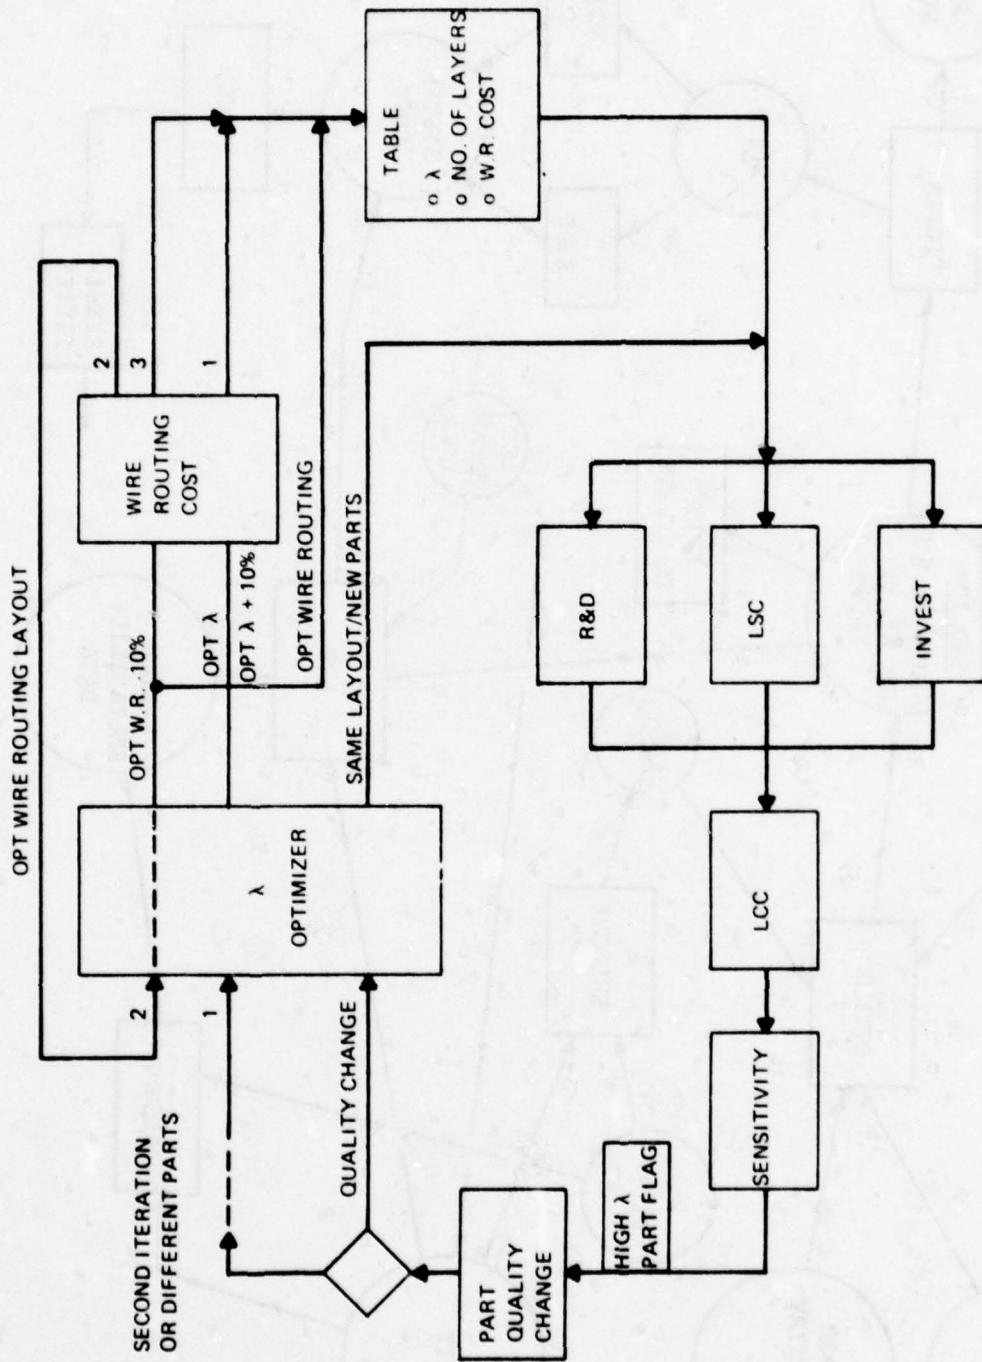 OPT WIRE ROUTING LAYOUT
2
3
1
WIRE
ROUTING
COST
OPT W.R. -10%
OPT λ
OPT λ + 10%
OPT WIRE ROUTING
SAME LAYOUT/NEW PARTS
TABLE
o λ
o NO. OF LAYERS
o W.R. COST
2
1
λ
OPTIMIZER
SECOND ITERATION
OR DIFFERENT PARTS
QUALITY CHANGE
PART
QUALITY
CHANGE
HIGH λ
PART FLAG
SENSITIVITY
LCC
R&D
LSC
INVEST